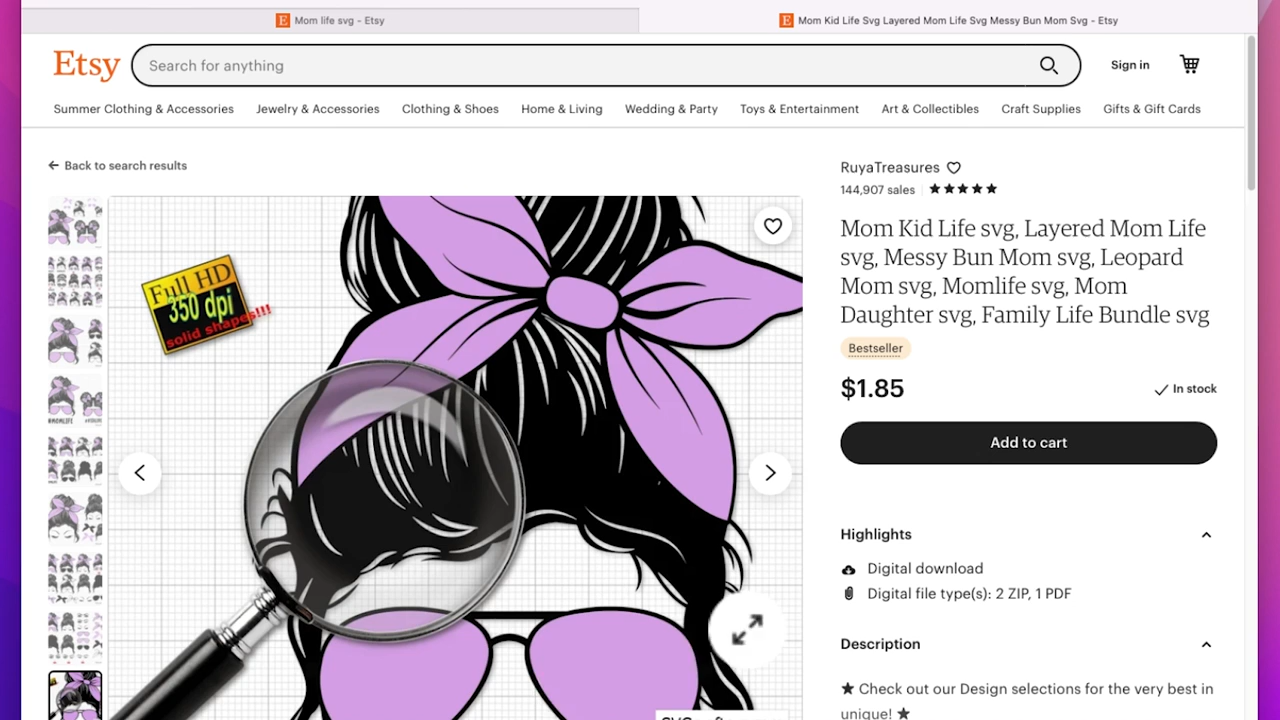 Mom life svg - Etsy
Mom Kid Life Svg Layered Mom Life Svg Messy Bun Mom Svg - Etsy
Etsy
Search for anything
Sign in
Summer Clothing & Accessories Jewelry & Accessories Clothing & Shoes Home & Living Wedding & Party Toys & Entertainment Art & Collectibles Craft Supplies Gifts & Gift Cards
Back to search results
RuyaTreasures
144,907 sales
Mom Kid Life svg, Layered Mom Life
svg, Messy Bun Mom svg, Leopard
Mom svg, Momlife svg, Mom
Daughter svg, Family Life Bundle svg
Bestseller
$1.85
In stock
Add to cart
Full HD
350 dpi
solid shapes!!!
Highlights
Digital download
Digital file type(s): 2 ZIP, 1 PDF
Description
★ Check out our Design selections for the very best in
unique! ★